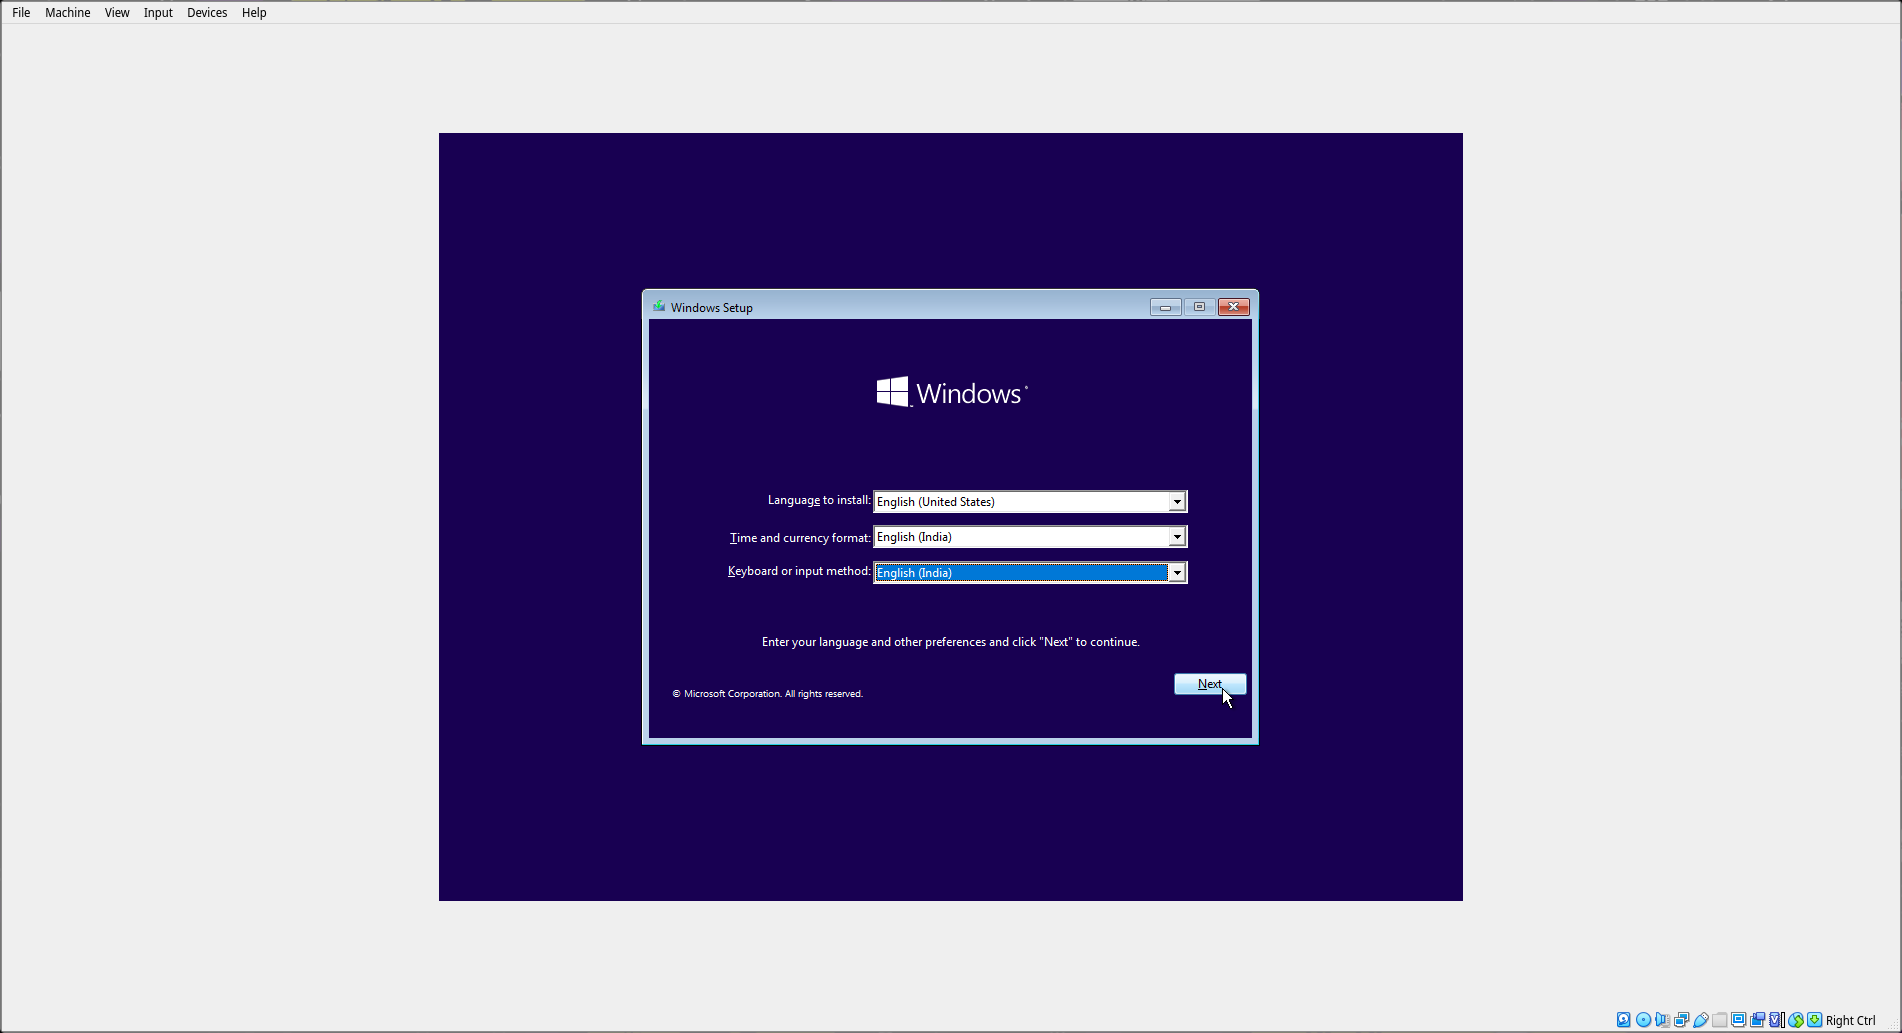 File Machine View Input Devices Help
Windows Setup
Windows
Language to install: English (United States)
Time and currency format: English (India)
Keyboard or input method: English (India)
Enter your language and other preferences and click "Next" to continue.
Next
© Microsoft Corporation. All rights reserved.
Right Ctrl